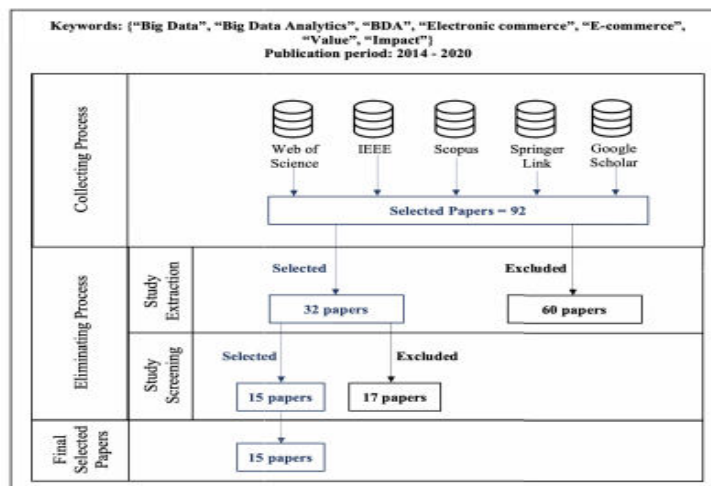 Keywords: {“Big Data”, “Big Data Analytics”, “BDA”, “Electronic commerce”, “E-commerce”,
“Value”, “Impact”}
Publication period: 2014 - 2020
Collecting Process
Web of
Science
IEEE
Scopus
Springer
Link
Google
Scholar
Selected Papers = 92
Eliminating Process
Study
Extraction
Selected
Excluded
32 papers
60 papers
Study
Screening
Selected
Excluded
15 papers
17 papers
Final
Selected
Papers
15 papers